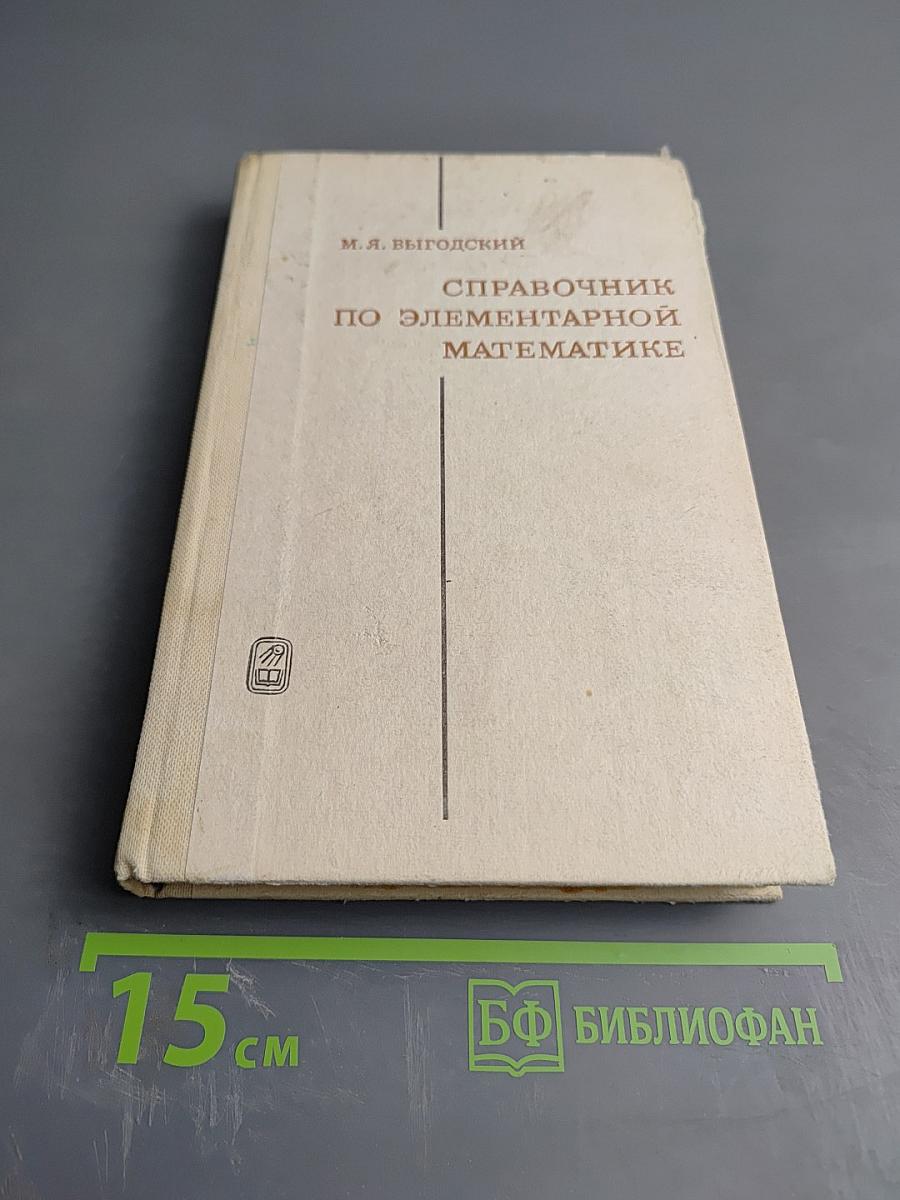 М. Я. ВЫГОДСКИЙ
СПРАВОЧНИК
ПО ЭЛЕМЕНТАРНОЙ
МАТЕМАТИКЕ
15 см
БФ БИБЛИОФАН